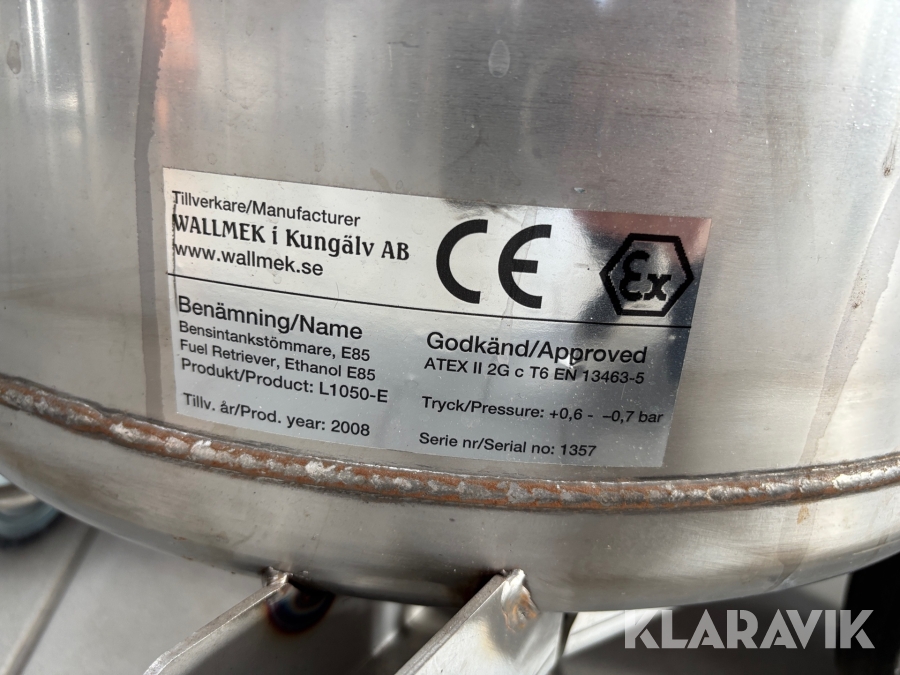 Tillverkare/Manufacturer
WALLMEK i Kungälv AB
www.wallmek.se
CE
Ex
Benämning/Name
Bensintankstömmare, E85
Fuel Retriever, Ethanol E85
Produkt/Product: L1050-E
Tillv. år/Prod. year: 2008
Godkänd/Approved
ATEX II 2G c T6 EN 13463-5
Tryck/Pressure: +0,6 - –0,7 bar
Serie nr/Serial no: 1357
KLARAVIK